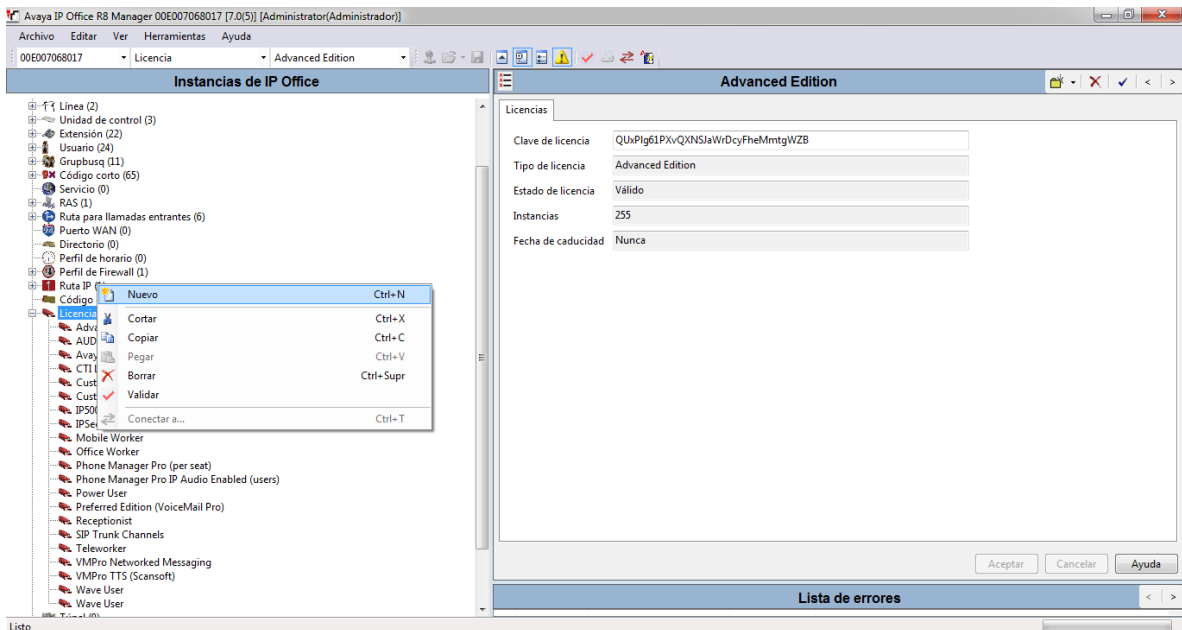 Avaya IP Office R8 Manager 00E007068017 [7.0(5)] [Administrator(Administrador)]
Archivo Editar Ver Herramientas Ayuda
00E007068017 Licencia Advanced Edition
Instancias de IP Office
Línea (2)
Unidad de control (3)
Extensión (22)
Usuario (24)
Grupbusq (11)
Código corto (65)
Servicio (0)
RAS (1)
Ruta para llamadas entrantes (6)
Puerto WAN (0)
Directorio (0)
Perfil de horario (0)
Perfil de Firewall (1)
Ruta IP
Código
Licencia
CTI
Mobile Worker
Office Worker
Phone Manager Pro (per seat)
Phone Manager Pro IP Audio Enabled (users)
Power User
Preferred Edition (VoiceMail Pro)
Receptionist
SIP Trunk Channels
Teleworker
VMPro Networked Messaging
VMPro TTS (Scansoft)
Wave User
Wave User
Túnel (0)
Nuevo Ctrl+N
Cortar Ctrl+X
Copiar Ctrl+C
Pegar Ctrl+V
Borrar Ctrl+Supr
Validar
Conectar a... Ctrl+T
Advanced Edition
Licencias
Clave de licencia QUxPIg61PXvQXNSJaWrDcyFheMmtgWZB
Tipo de licencia Advanced Edition
Estado de licencia Válido
Instancias 255
Fecha de caducidad Nunca
Aceptar Cancelar Ayuda
Lista de errores
Listo